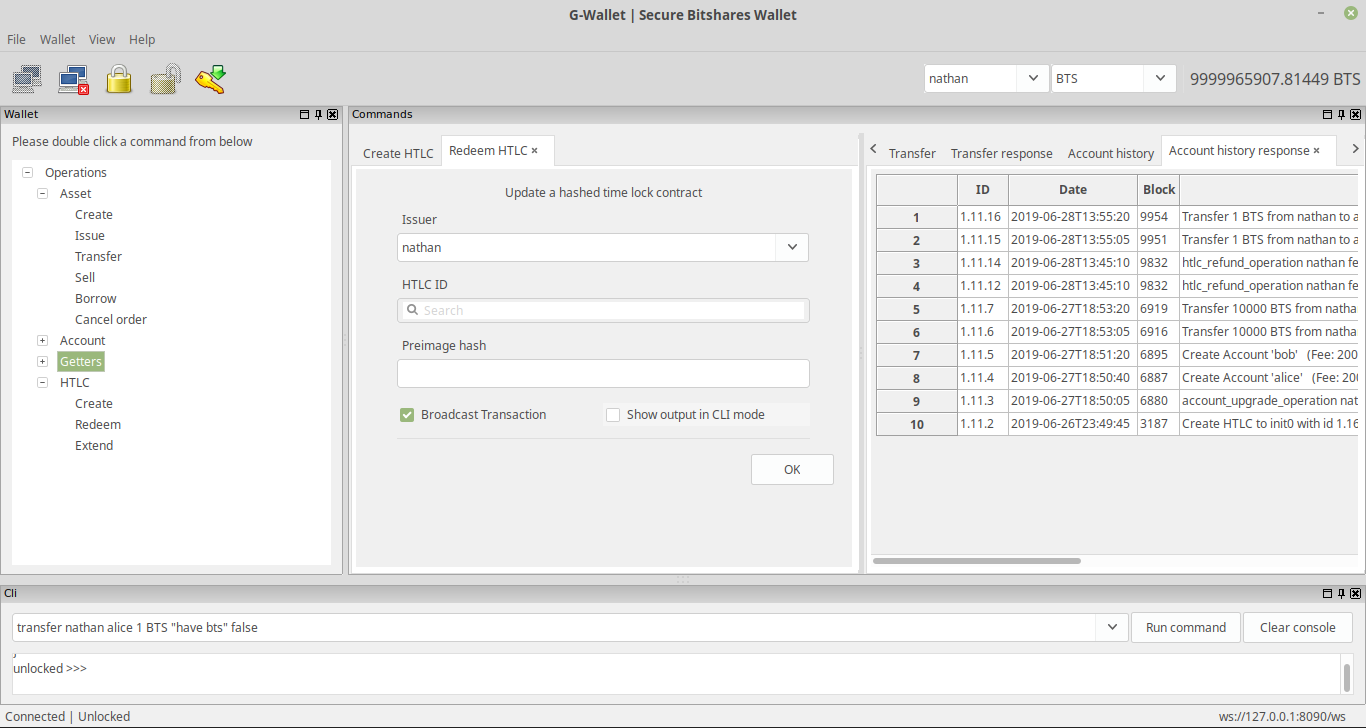 G-Wallet | Secure Bitshares Wallet
File Wallet View Help
nathan BTS 9999965907.81449 BTS
Wallet
Please double click a command from below
Operations
Asset
Create
Issue
Transfer
Sell
Borrow
Cancel order
Account
Getters
HTLC
Create
Redeem
Extend
Commands
Create HTLC Redeem HTLC ×
Update a hashed time lock contract
Issuer
nathan
HTLC ID
Search
Preimage hash
Broadcast Transaction Show output in CLI mode
OK
Transfer Transfer response Account history Account history response ×
ID Date Block
1 1.11.16 2019-06-28T13:55:20 9954 Transfer 1 BTS from nathan to a
2 1.11.15 2019-06-28T13:55:05 9951 Transfer 1 BTS from nathan to a
3 1.11.14 2019-06-28T13:45:10 9832 htlc_refund_operation nathan fe
4 1.11.12 2019-06-28T13:45:10 9832 htlc_refund_operation nathan fe
5 1.11.7 2019-06-27T18:53:20 6919 Transfer 10000 BTS from natha
6 1.11.6 2019-06-27T18:53:05 6916 Transfer 10000 BTS from natha
7 1.11.5 2019-06-27T18:51:20 6895 Create Account 'bob' (Fee: 200
8 1.11.4 2019-06-27T18:50:40 6887 Create Account 'alice' (Fee: 200
9 1.11.3 2019-06-27T18:50:05 6880 account_upgrade_operation nat
10 1.11.2 2019-06-26T23:49:45 3187 Create HTLC to init0 with id 1.16
Cli
transfer nathan alice 1 BTS "have bts" false Run command Clear console
unlocked >>>
Connected | Unlocked ws://127.0.0.1:8090/ws